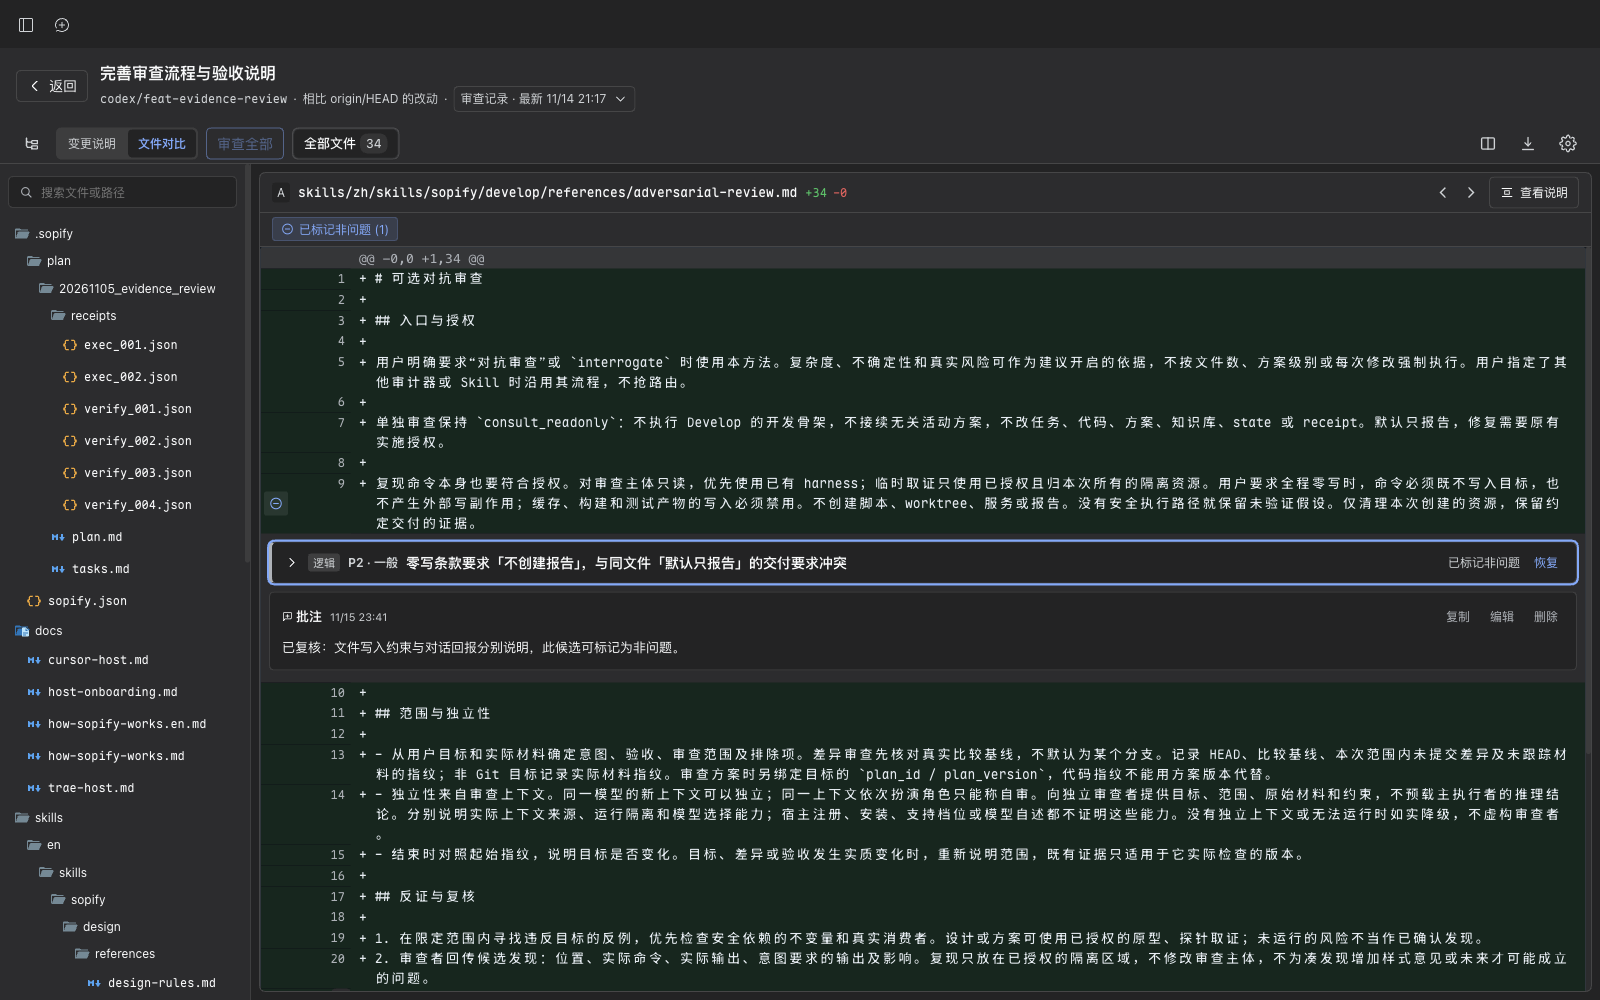 返回
完善审查流程与验收说明
codex/feat-evidence-review · 相比 origin/HEAD 的改动 · 审查记录 · 最新 11/14 21:17
变更说明
文件对比
审查全部
全部文件 34
搜索文件或路径
.sopify
plan
20261105_evidence_review
receipts
{} exec_001.json
{} exec_002.json
{} verify_001.json
{} verify_002.json
{} verify_003.json
{} verify_004.json
M↓ plan.md
M↓ tasks.md
{} sopify.json
docs
M↓ cursor-host.md
M↓ host-onboarding.md
M↓ how-sopify-works.en.md
M↓ how-sopify-works.md
M↓ trae-host.md
skills
en
skills
sopify
design
references
M↓ design-rules.md
A skills/zh/skills/sopify/develop/references/adversarial-review.md +34 -0
查看说明
已标记非问题 (1)
@@ -0,0 +1,34 @@
1 + # 可选对抗审查
2 +
3 + ## 入口与授权
4 +
5 + 用户明确要求“对抗审查”或 `interrogate` 时使用本方法。复杂度、不确定性和真实风险可作为建议开启的依据，不按文件数、方案级别或每次修改强制执行。用户指定了其
他审计器或 Skill 时沿用其流程，不抢路由。
6 +
7 + 单独审查保持 `consult_readonly`：不执行 Develop 的开发骨架，不接续无关活动方案，不改任务、代码、方案、知识库、state 或 receipt。默认只报告，修复需要原有
实施授权。
8 +
9 + 复现命令本身也要符合授权。对审查主体只读，优先使用已有 harness；临时取证只使用已授权且归本次所有的隔离资源。用户要求全程零写时，命令必须既不写入目标，也
不产生外部写副作用；缓存、构建和测试产物的写入必须禁用。不创建脚本、worktree、服务或报告。没有安全执行路径就保留未验证假设。仅清理本次创建的资源，保留约
定交付的证据。
逻辑 P2 · 一般 零写条款要求「不创建报告」，与同文件「默认只报告」的交付要求冲突 已标记非问题 恢复
批注 11/15 23:41 复制 编辑 删除
已复核：文件写入约束与对话回报分别说明，此候选可标记为非问题。
10 +
11 + ## 范围与独立性
12 +
13 + - 从用户目标和实际材料确定意图、验收、审查范围及排除项。差异审查先核对真实比较基线，不默认为某个分支。记录 HEAD、比较基线、本次范围内未提交差异及未跟踪材
料的指纹；非 Git 目标记录实际材料指纹。审查方案时另绑定目标的 `plan_id / plan_version`，代码指纹不能用方案版本代替。
14 + - 独立性来自审查上下文。同一模型的新上下文可以独立；同一上下文依次扮演角色只能称自审。向独立审查者提供目标、范围、原始材料和约束，不预载主执行者的推理结
论。分别说明实际上下文来源、运行隔离和模型选择能力；宿主注册、安装、支持档位或模型自述都不证明这些能力。没有独立上下文或无法运行时如实降级，不虚构审查者
。
15 + - 结束时对照起始指纹，说明目标是否变化。目标、差异或验收发生实质变化时，重新说明范围，既有证据只适用于它实际检查的版本。
16 +
17 + ## 反证与复核
18 +
19 + 1. 在限定范围内寻找违反目标的反例，优先检查安全依赖的不变量和真实消费者。设计或方案可使用已授权的原型、探针取证；未运行的风险不当作已确认发现。
20 + 2. 审查者回传候选发现：位置、实际命令、实际输出、意图要求的输出及影响。复现只放在已授权的隔离区域，不修改审查主体，不为凑发现增加样式意见或未来才可能成立
的问题。